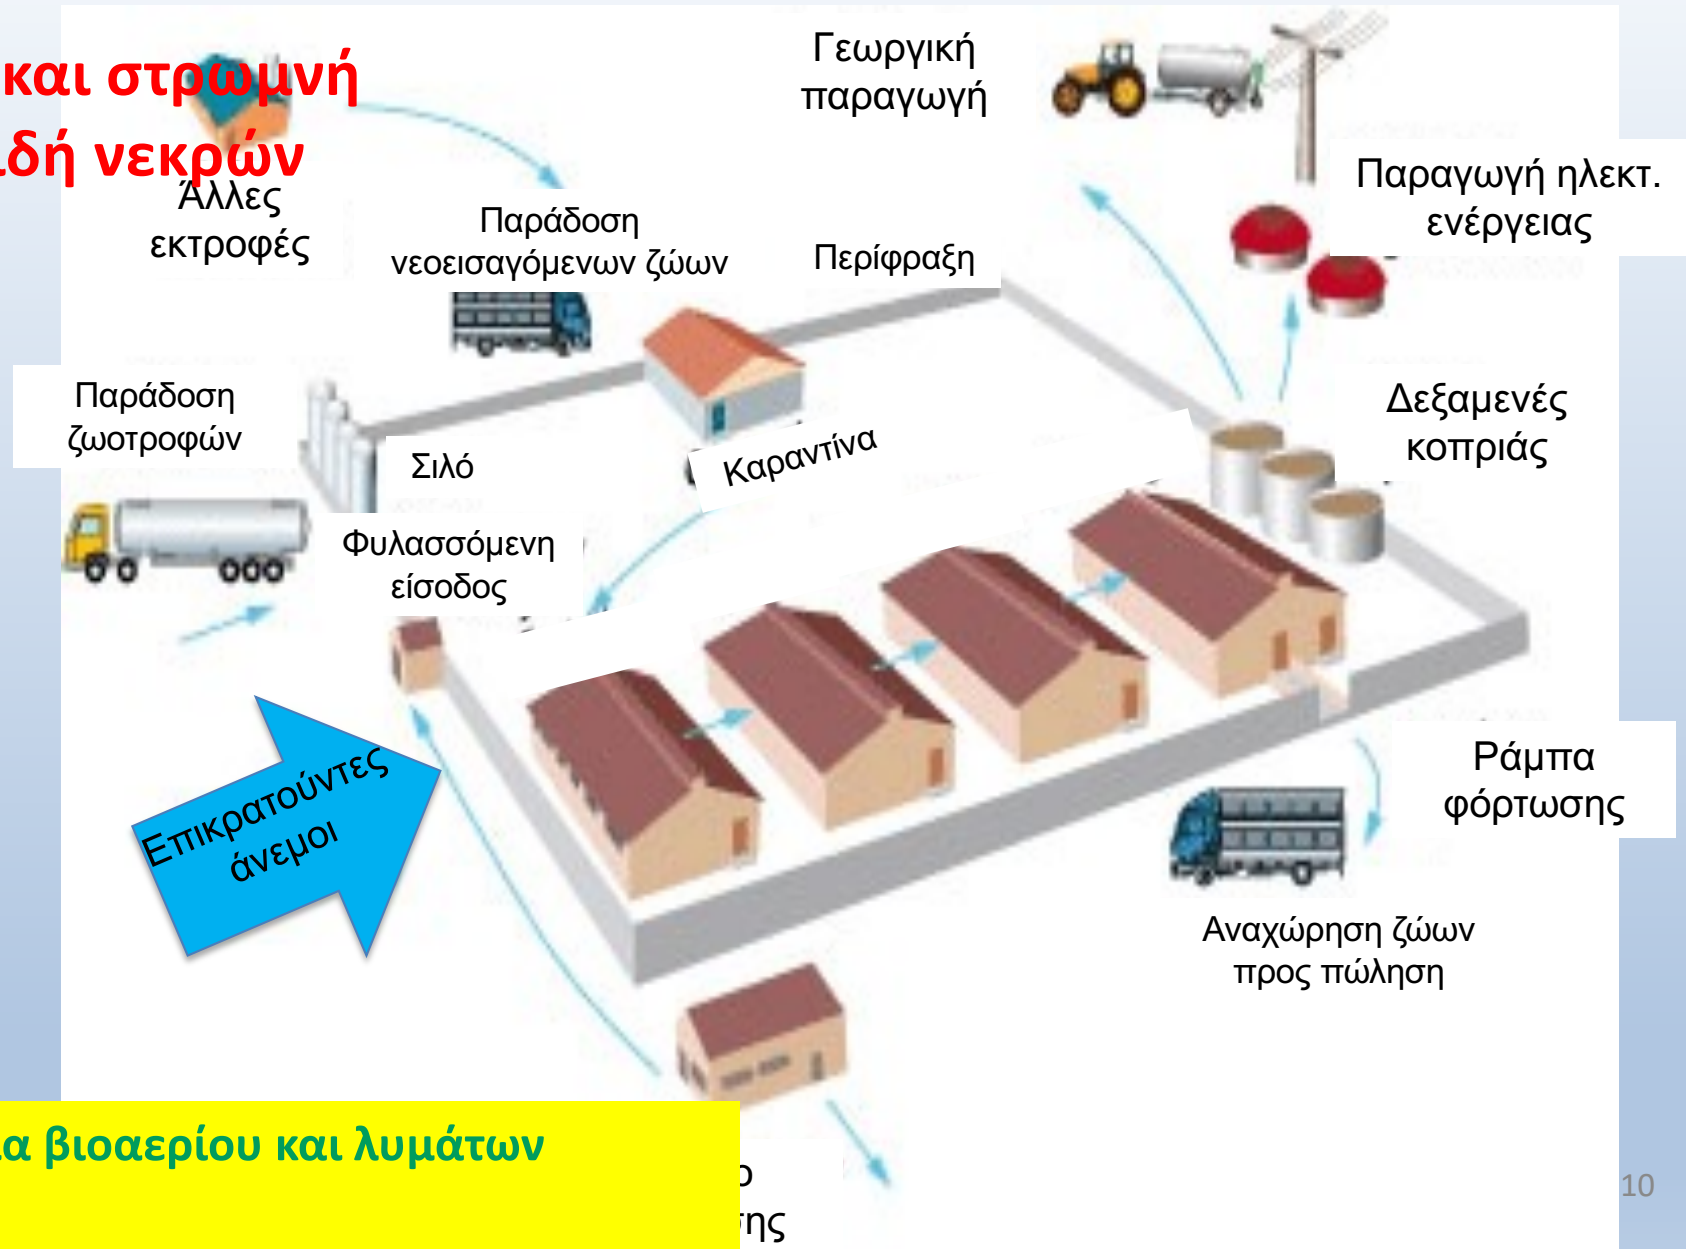 και στρωμνή
νεκρών
Άλλες
εκτροφές
Γεωργική
παραγωγή
Παραγωγή ηλεκτ.
ενέργειας
Παράδοση
νεοεισαγόμενων ζώων
Περίφραξη
Παράδοση
ζωοτροφών
Σιλό
Καραντίνα
Δεξαμενές
κοπριάς
Φυλασσόμενη
είσοδος
Επικρατούντες
άνεμοι
Ράμπα
φόρτωσης
Αναχώρηση ζώων
προς πώληση
βιοαερίου και λυμάτων
10